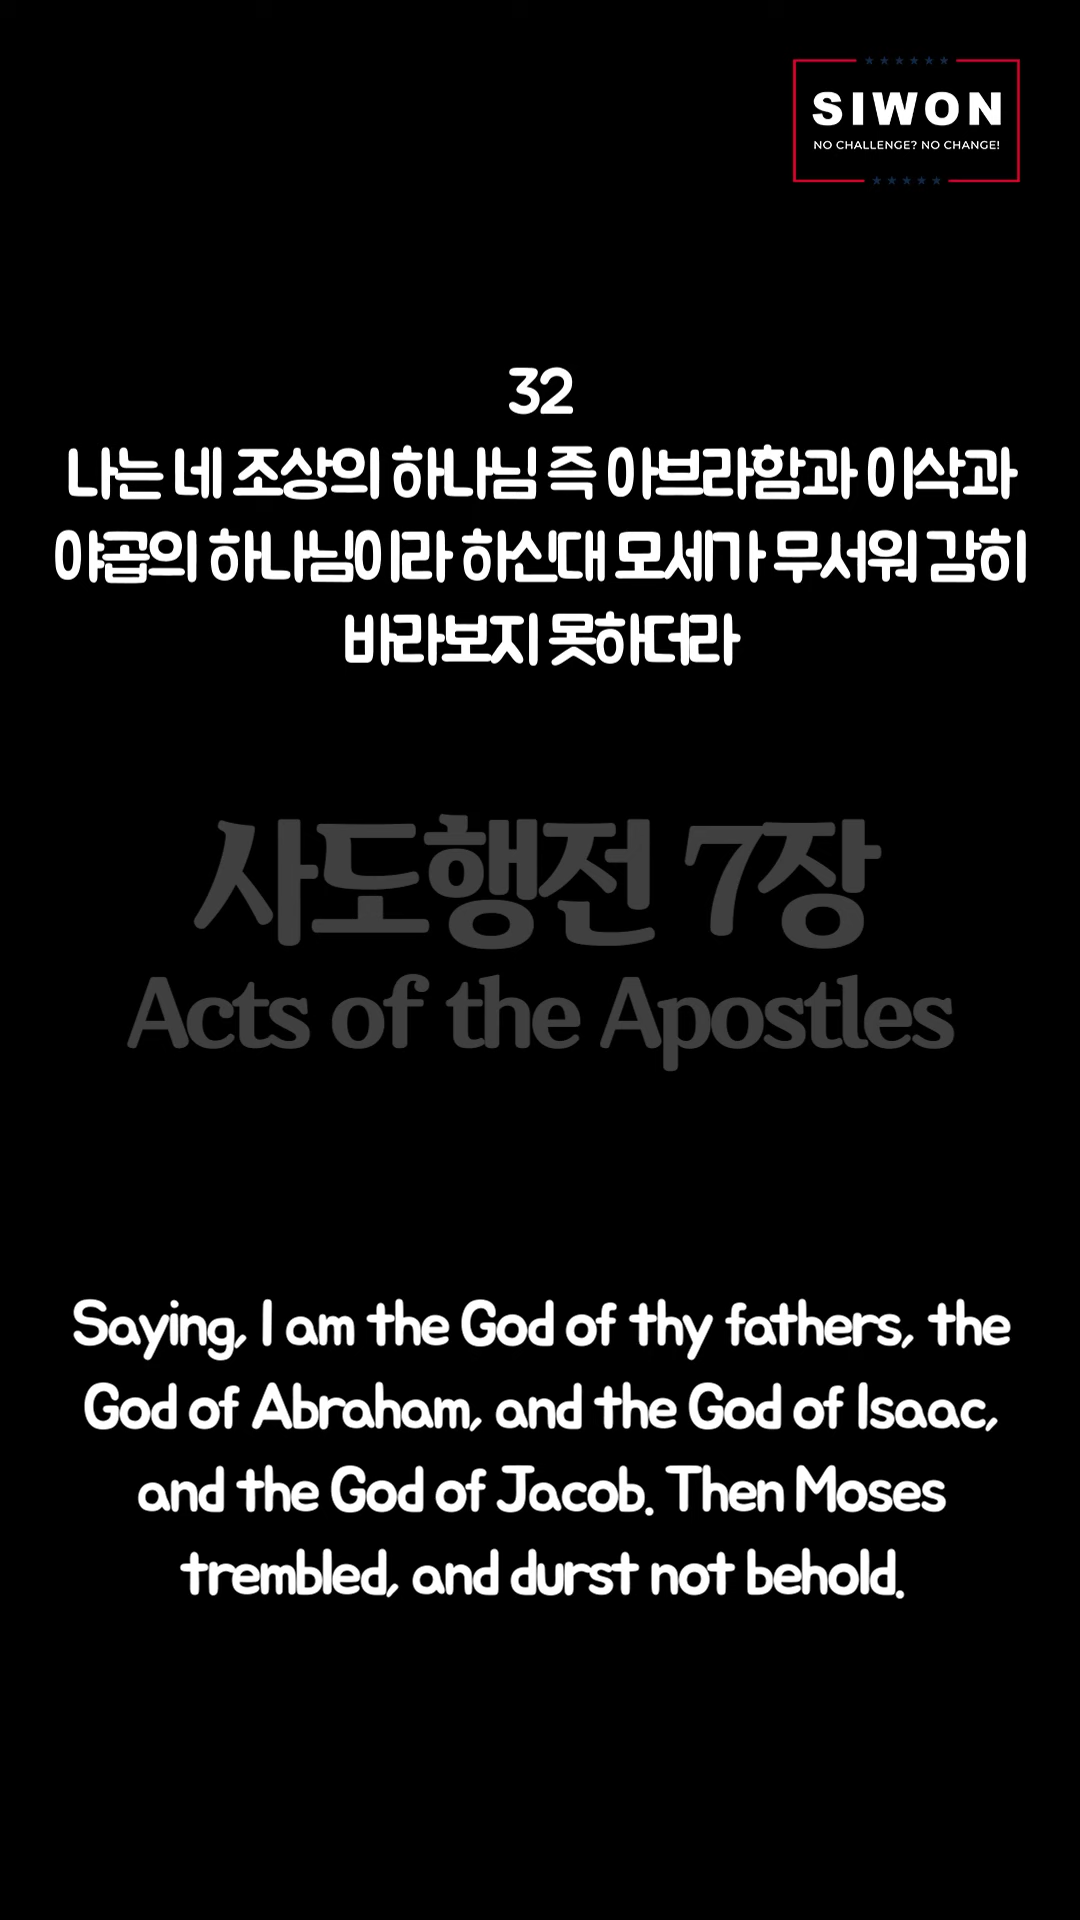 SIWON
NO CHALLENGE? NO CHANGE!
32
나는 네 조상의 하나님 즉 아브라함과 이삭과
야곱의 하나님이라 하신대 모세가 무서워 감히
바라보지 못하더라
사도행전 7장
Acts of the Apostles
Saying, I am the God of thy fathers, the
God of Abraham, and the God of Isaac,
and the God of Jacob. Then Moses
trembled, and durst not behold.